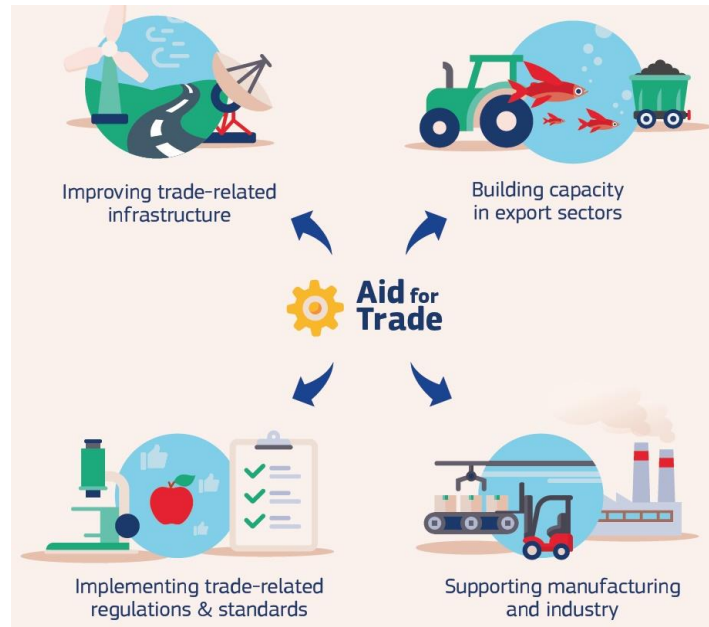 Improving trade-related
infrastructure
Building capacity
in export sectors
Aid for
Trade
Implementing trade-related
regulations & standards
Supporting manufacturing
and industry